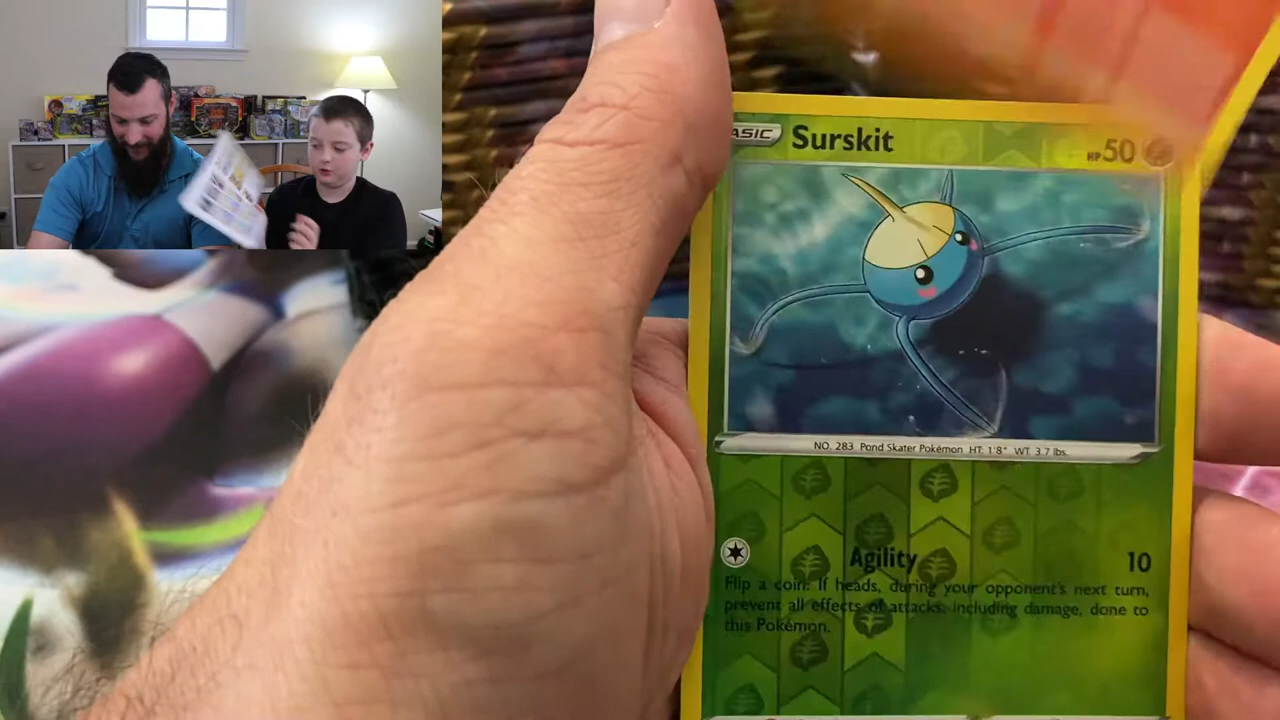 ASIC Surskit HP 50
NO. 283 Pond Skater Pokémon HT: 1'8" WT: 3.7 lbs.
Agility 10
Flip a coin. If heads, during your opponent's next turn,
prevent all effects of attacks, including damage, done to
this Pokémon.